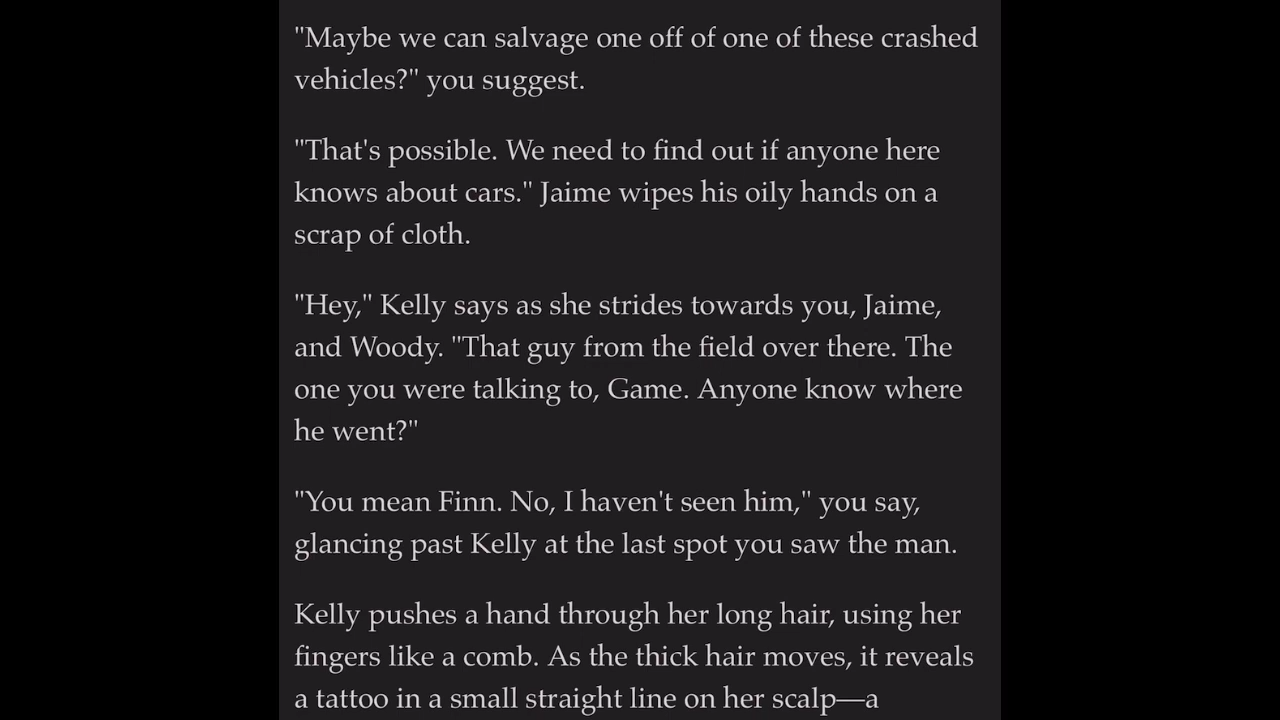 "Maybe we can salvage one off of one of these crashed
vehicles?" you suggest.
"That's possible. We need to find out if anyone here
knows about cars." Jaime wipes his oily hands on a
scrap of cloth.
"Hey," Kelly says as she strides towards you, Jaime,
and Woody. "That guy from the field over there. The
one you were talking to, Game. Anyone know where
he went?"
"You mean Finn. No, I haven't seen him," you say,
glancing past Kelly at the last spot you saw the man.
Kelly pushes a hand through her long hair, using her
fingers like a comb. As the thick hair moves, it reveals
a tattoo in a small straight line on her scalp—a